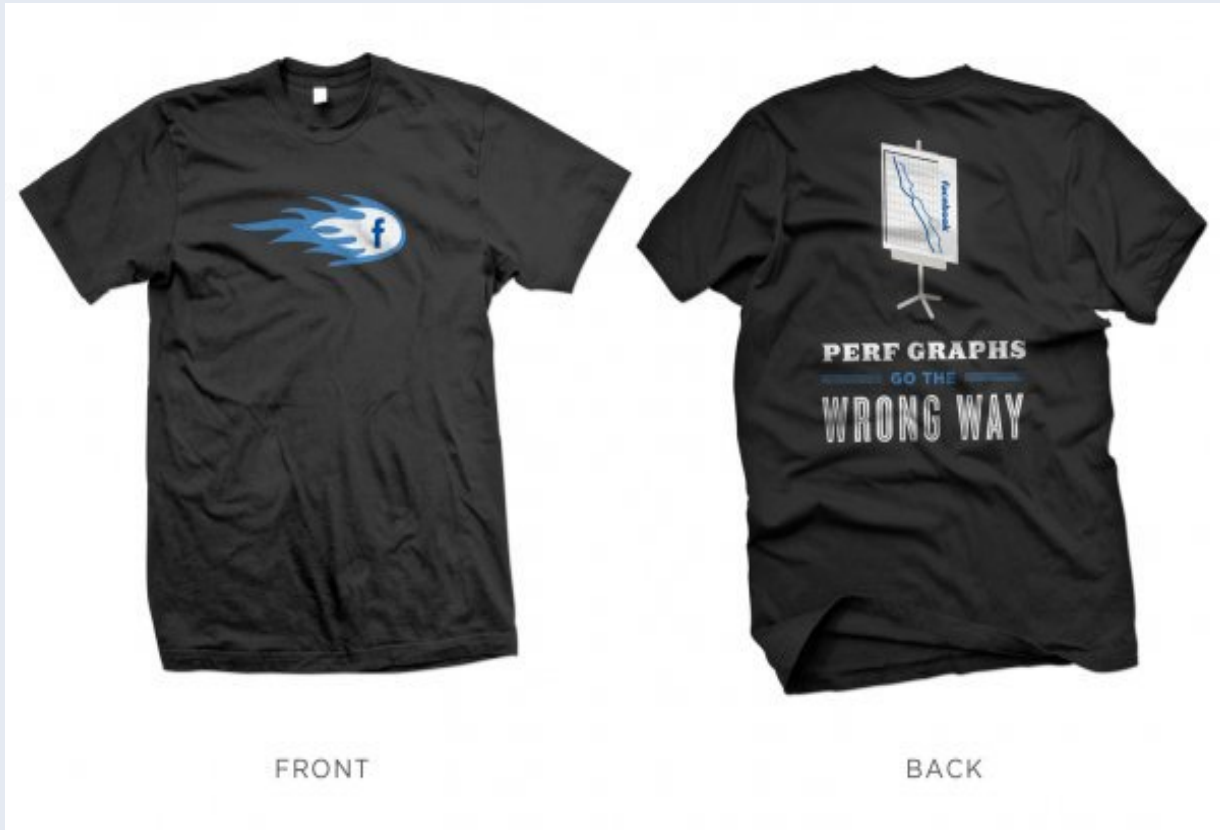 f
facebook
PERF GRAPHS
GO THE
WRONG WAY
FRONT
BACK